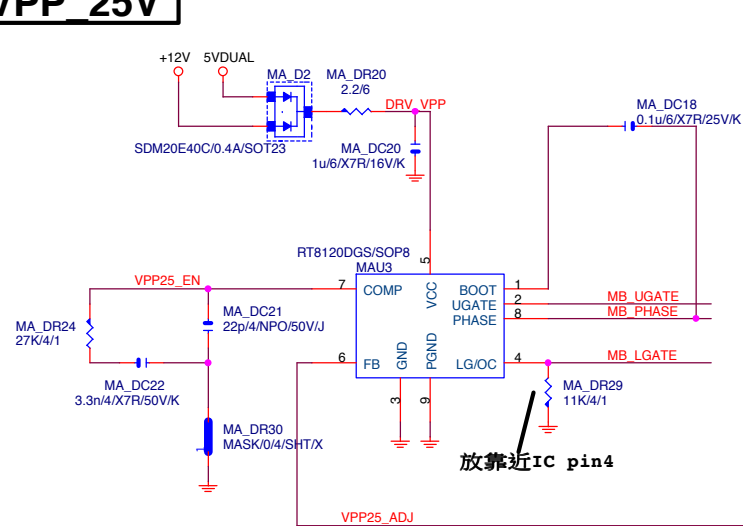 VPP_25V
+12V 5VDUAL
MA_D2
MA_DR20
2.2/6
DRV_VPP
SDM20E40C/0.4A/SOT23
MA_DC20
1u/6/X7R/16V/K
MA_DC18
0.1u/6/X7R/25V/K
RT8120DGS/SOP8
MAU3
5
VPP25_EN
7
COMP
VCC
BOOT
1
UGATE
2
MB_UGATE
PHASE
8
MB_PHASE
MA_DC21
22p/4/NPO/50V/J
MA_DR24
27K/4/1
MA_DC22
3.3n/4/X7R/50V/K
6
FB
GND
PGND
LG/OC
4
MB_LGATE
3
9
MA_DR29
11K/4/1
MA_DR30
MASK/0/4/SHT/X
1
放靠近IC pin4
VPP25_ADJ